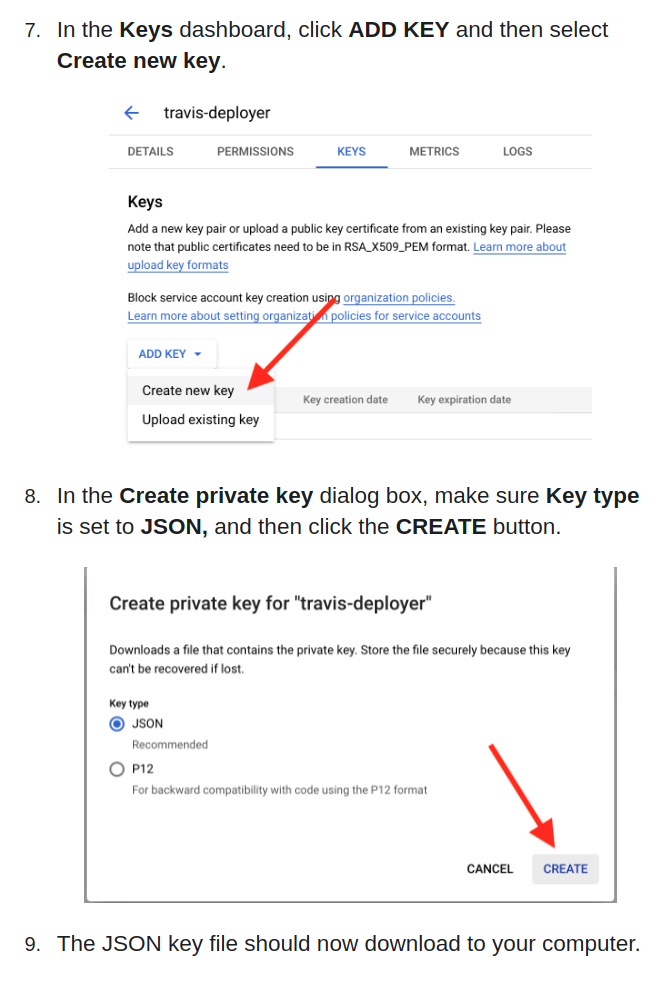 7. In the Keys dashboard, click ADD KEY and then select
Create new key.
travis-deployer
DETAILS PERMISSIONS KEYS METRICS LOGS
Keys
Add a new key pair or upload a public key certificate from an existing key pair. Please
note that public certificates need to be in RSA_X509_PEM format. Learn more about
upload key formats
Block service account key creation using organization policies.
Learn more about setting organization policies for service accounts
ADD KEY
Create new key
Key creation date Key expiration date
Upload existing key
8. In the Create private key dialog box, make sure Key type
is set to JSON, and then click the CREATE button.
Create private key for "travis-deployer"
Downloads a file that contains the private key. Store the file securely because this key
can't be recovered if lost.
Key type
JSON
Recommended
P12
For backward compatibility with code using the P12 format
CANCEL CREATE
9. The JSON key file should now download to your computer.